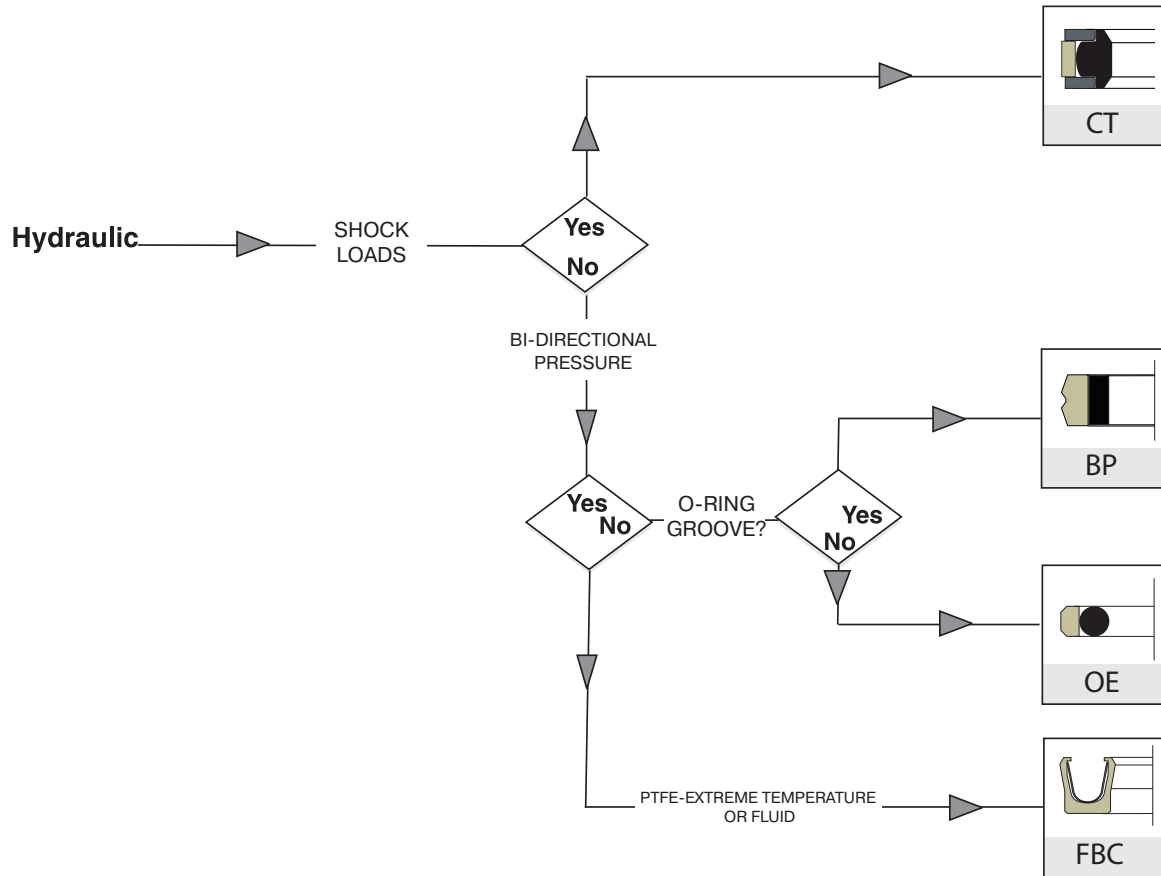 CT
Yes
Hydraulic
SHOCK
LOADS
No
BI-DIRECTIONAL
PRESSURE
BP
Yes
No
O-RING
GROOVE?
Yes
No
OE
PTFE-EXTREME TEMPERATURE
OR FLUID
FBC